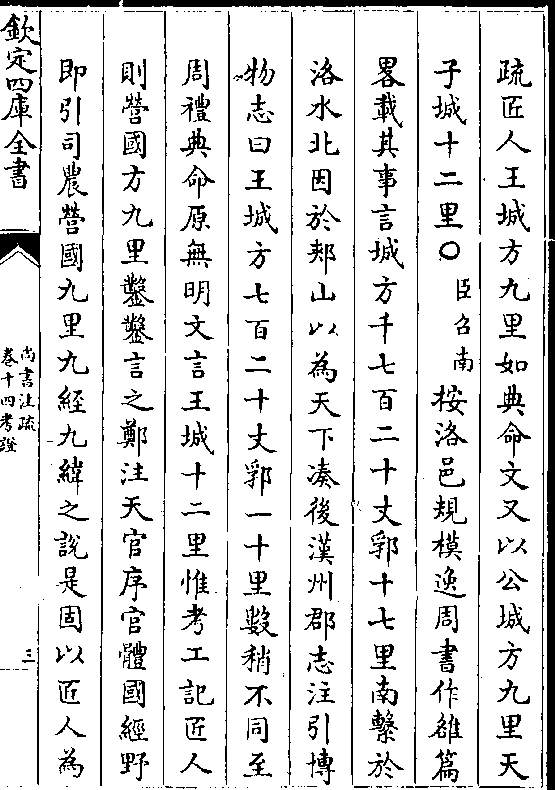 疏匠人王城方九里如典命文又以公城方九里天
子城十二里〇臣召南桉洛邑規模逸周書作雒篇
畧載其事言城方千七百二十丈郛十七里南繫於
洛水北因於郟山以為天下湊後漢州郡志注引博
物志曰王城方七百二十丈郛一十里數稍不同至
周禮典命原無明文言王城十二里惟考工記匠人
則營國方九里鑿鑿言之鄭注天官序官體國經野
即引司農營國九里九經九緯之說是固以匠人為
欽定四庫全書
尚書注疏
卷十四考證
三